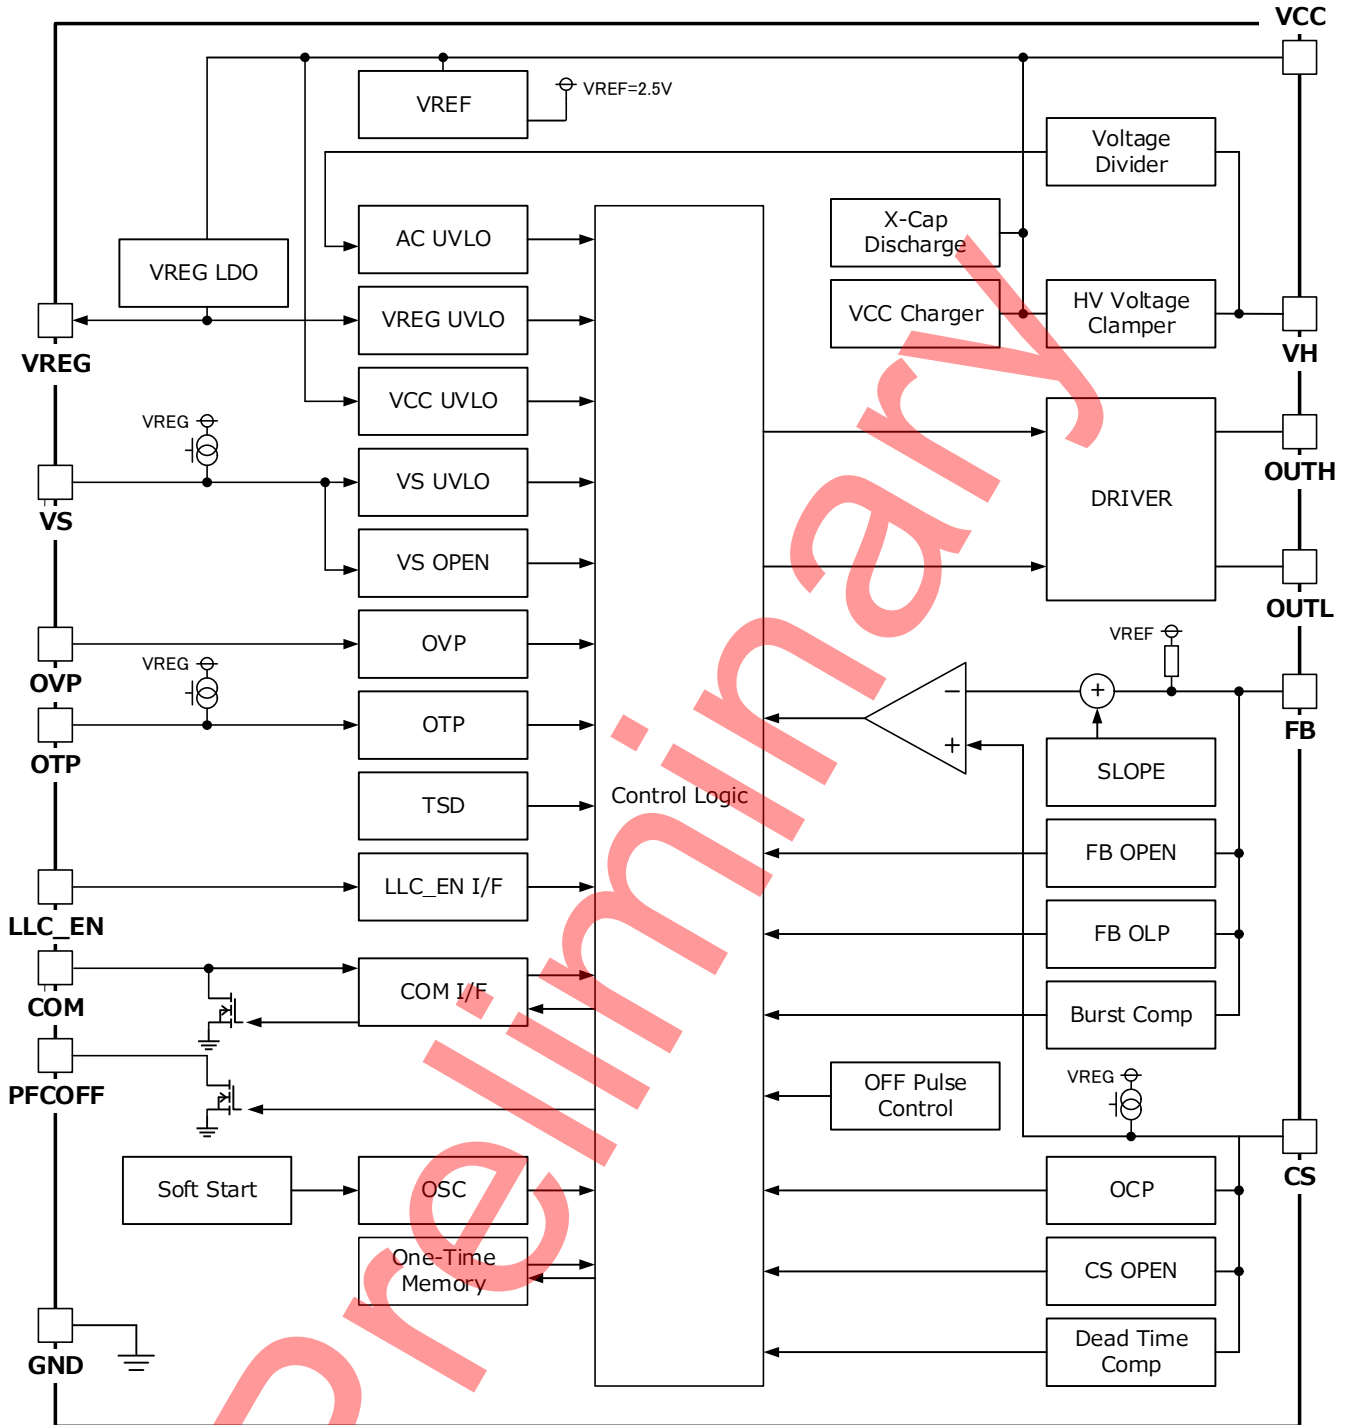 VCC
VREF
VREF=2.5V
Voltage
Divider
AC UVLO
X-Cap
Discharge
VREG LDO
VREG UVLO
VCC Charger
HV Voltage
Clamper
VREG
VH
VCC UVLO
VREG
VS UVLO
VS
DRIVER
OUTH
VS OPEN
OUTL
OVP
VREF
OVP
VREG
OTP
OTP
−
+
+
FB
SLOPE
TSD
Control Logic
FB OPEN
LLC_EN I/F
LLC_EN
FB OLP
COM I/F
COM
Burst Comp
PFCOFF
OFF Pulse
Control
VREG
CS
Soft Start
OSC
OCP
One-Time
Memory
CS OPEN
GND
Dead Time
Comp
Preliminary